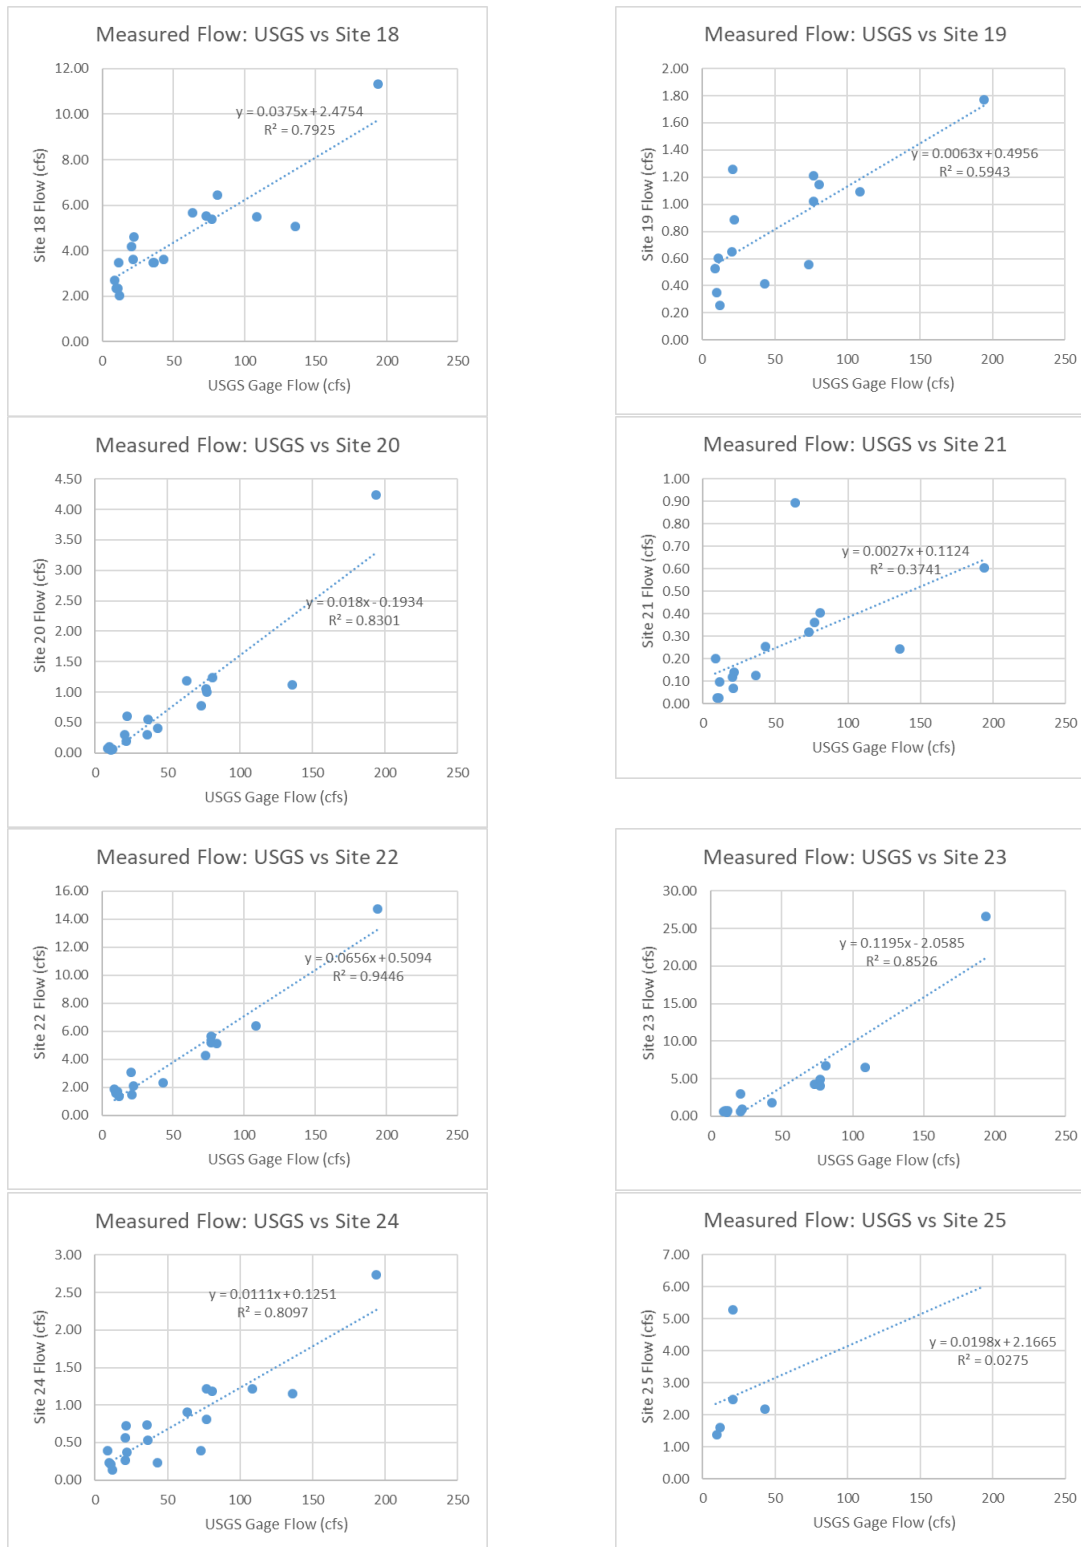 Measured Flow: USGS vs Site 18
12.00
10.00
8.00
6.00
4.00
2.00
0.00
Site 18 Flow (cfs)
y = 0.0375x + 2.4754
R² = 0.7925
0 50 100 150 200 250
USGS Gage Flow (cfs)
Measured Flow: USGS vs Site 19
2.00
1.80
1.60
1.40
1.20
1.00
0.80
0.60
0.40
0.20
0.00
Site 19 Flow (cfs)
y = 0.0063x + 0.4956
R² = 0.5943
0 50 100 150 200 250
USGS Gage Flow (cfs)
Measured Flow: USGS vs Site 20
4.50
4.00
3.50
3.00
2.50
2.00
1.50
1.00
0.50
0.00
Site 20 Flow (cfs)
y = 0.018x - 0.1934
R² = 0.8301
0 50 100 150 200 250
USGS Gage Flow (cfs)
Measured Flow: USGS vs Site 21
1.00
0.90
0.80
0.70
0.60
0.50
0.40
0.30
0.20
0.10
0.00
Site 21 Flow (cfs)
y = 0.0027x + 0.1124
R² = 0.3741
0 50 100 150 200 250
USGS Gage Flow (cfs)
Measured Flow: USGS vs Site 22
16.00
14.00
12.00
10.00
8.00
6.00
4.00
2.00
0.00
Site 22 Flow (cfs)
y = 0.0656x + 0.5094
R² = 0.9446
0 50 100 150 200 250
USGS Gage Flow (cfs)
Measured Flow: USGS vs Site 23
30.00
25.00
20.00
15.00
10.00
5.00
0.00
Site 23 Flow (cfs)
y = 0.1195x - 2.0585
R² = 0.8526
0 50 100 150 200 250
USGS Gage Flow (cfs)
Measured Flow: USGS vs Site 24
3.00
2.50
2.00
1.50
1.00
0.50
0.00
Site 24 Flow (cfs)
y = 0.0111x + 0.1251
R² = 0.8097
0 50 100 150 200 250
USGS Gage Flow (cfs)
Measured Flow: USGS vs Site 25
7.00
6.00
5.00
4.00
3.00
2.00
1.00
0.00
Site 25 Flow (cfs)
y = 0.0198x + 2.1665
R² = 0.0275
0 50 100 150 200 250
USGS Gage Flow (cfs)